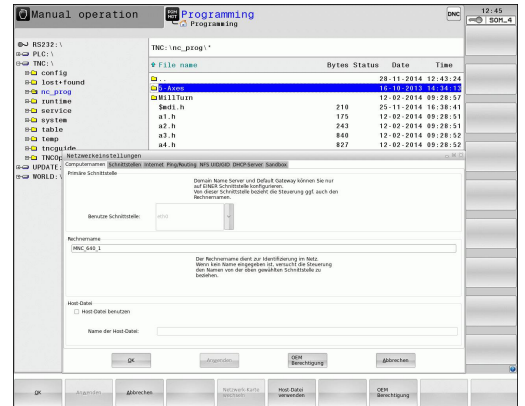 Manual operation
PGM MGT
Programming
Programming
DNC
12:45
SOM_4
RS232:\
PLC:\
TNC:\
config
lost+found
nc_prog
runtime
service
system
table
temp
tncguide
UPDATE:
WORLD:\
TNC:\nc_prog\*
File name Bytes Status Date Time
.. 28-11-2014 12:43:24
5-Axes 16-10-2013 14:34:13
MillTurn 12-02-2014 09:28:57
$mdi.h 210 25-11-2014 16:38:41
a1.h 175 12-02-2014 09:28:51
a2.h 243 12-02-2014 09:28:51
a3.h 840 12-02-2014 09:28:52
a4.h 827 12-02-2014 09:28:52
Netzwerkeinstellungen
Computernamen Schnittstellen Internet Ping/Routing NFS UID/GID DHCP-Server Sandbox
Primäre Schnittstelle
Domain Name Server und Default Gateway können Sie nur
auf EINER Schnittstelle konfigurieren.
Von dieser Schnittstelle bezieht die Steuerung ggf. auch den
Rechnernamen.
Benutze Schnittstelle: eth0
Rechnername
MNC_640_1
Der Rechnername dient zur Identifizierung im Netz.
Wenn kein Name eingegeben ist, versucht die Steuerung
den Namen von der oben gewählten Schnittstelle zu
beziehen.
Host-Datei
Host-Datei benutzen
Name der Host-Datei:
OK Anwenden OEM Berechtigung Abbrechen
OK Anwenden Abbrechen Netzwerk-Karte wechseln Host-Datei verwenden OEM Berechtigung